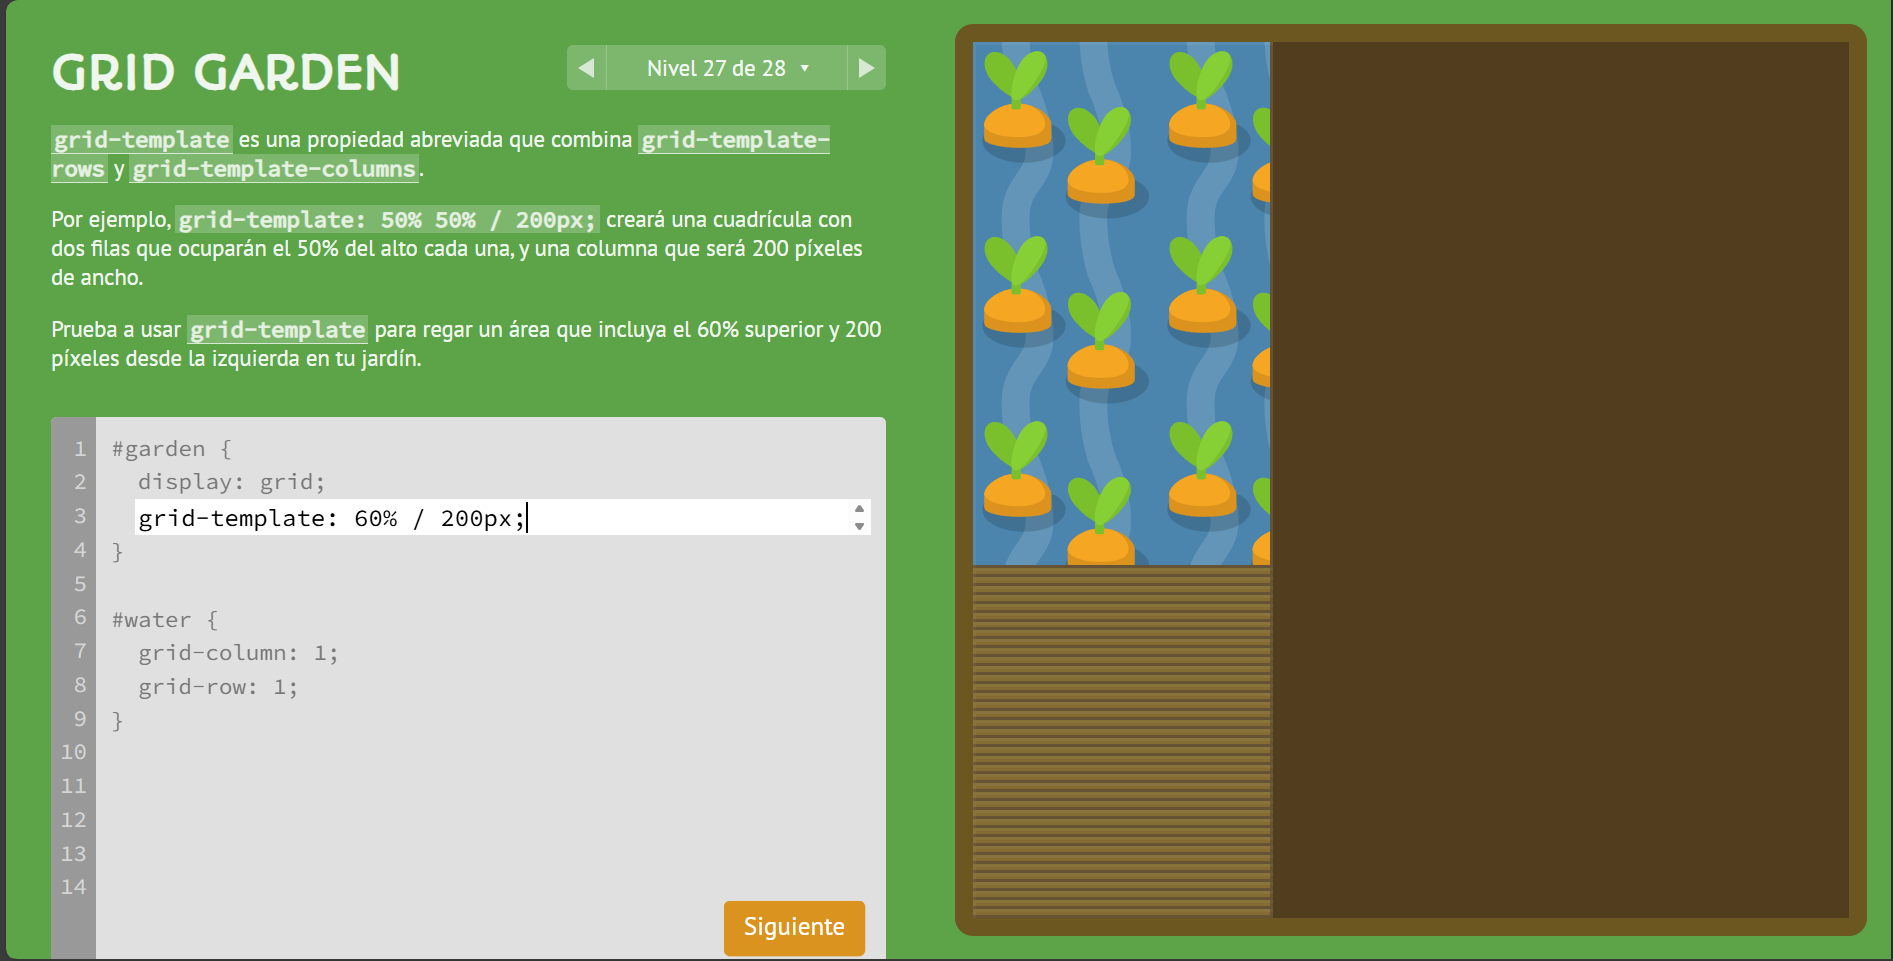 GRID GARDEN
Nivel 27 de 28
grid-template es una propiedad abreviada que combina grid-template-
rows y grid-template-columns.
Por ejemplo, grid-template: 50% 50% / 200px; creará una cuadrícula con
dos filas que ocuparán el 50% del alto cada una, y una columna que será 200 píxeles
de ancho.
Prueba a usar grid-template para regar un área que incluya el 60% superior y 200
píxeles desde la izquierda en tu jardín.
1 #garden {
2 display: grid;
3 grid-template: 60% / 200px;
4 }
5
6 #water {
7 grid-column: 1;
8 grid-row: 1;
9 }
10
11
12
13
14
Siguiente